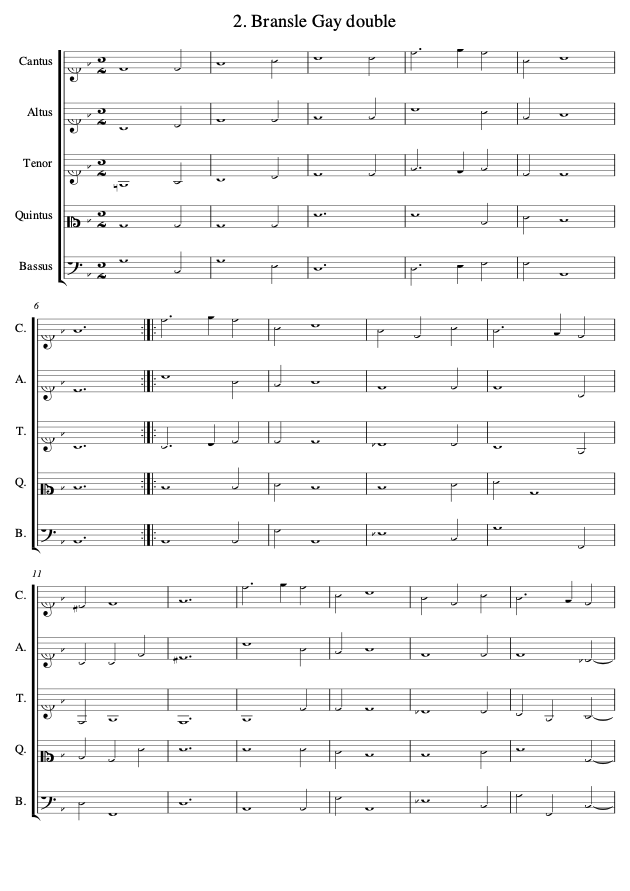 2. Bransle Gay double
Cantus
Altus
Tenor
Quintus
Bassus
6
C.
A.
T.
Q.
B.
11
C.
A.
T.
Q.
B.